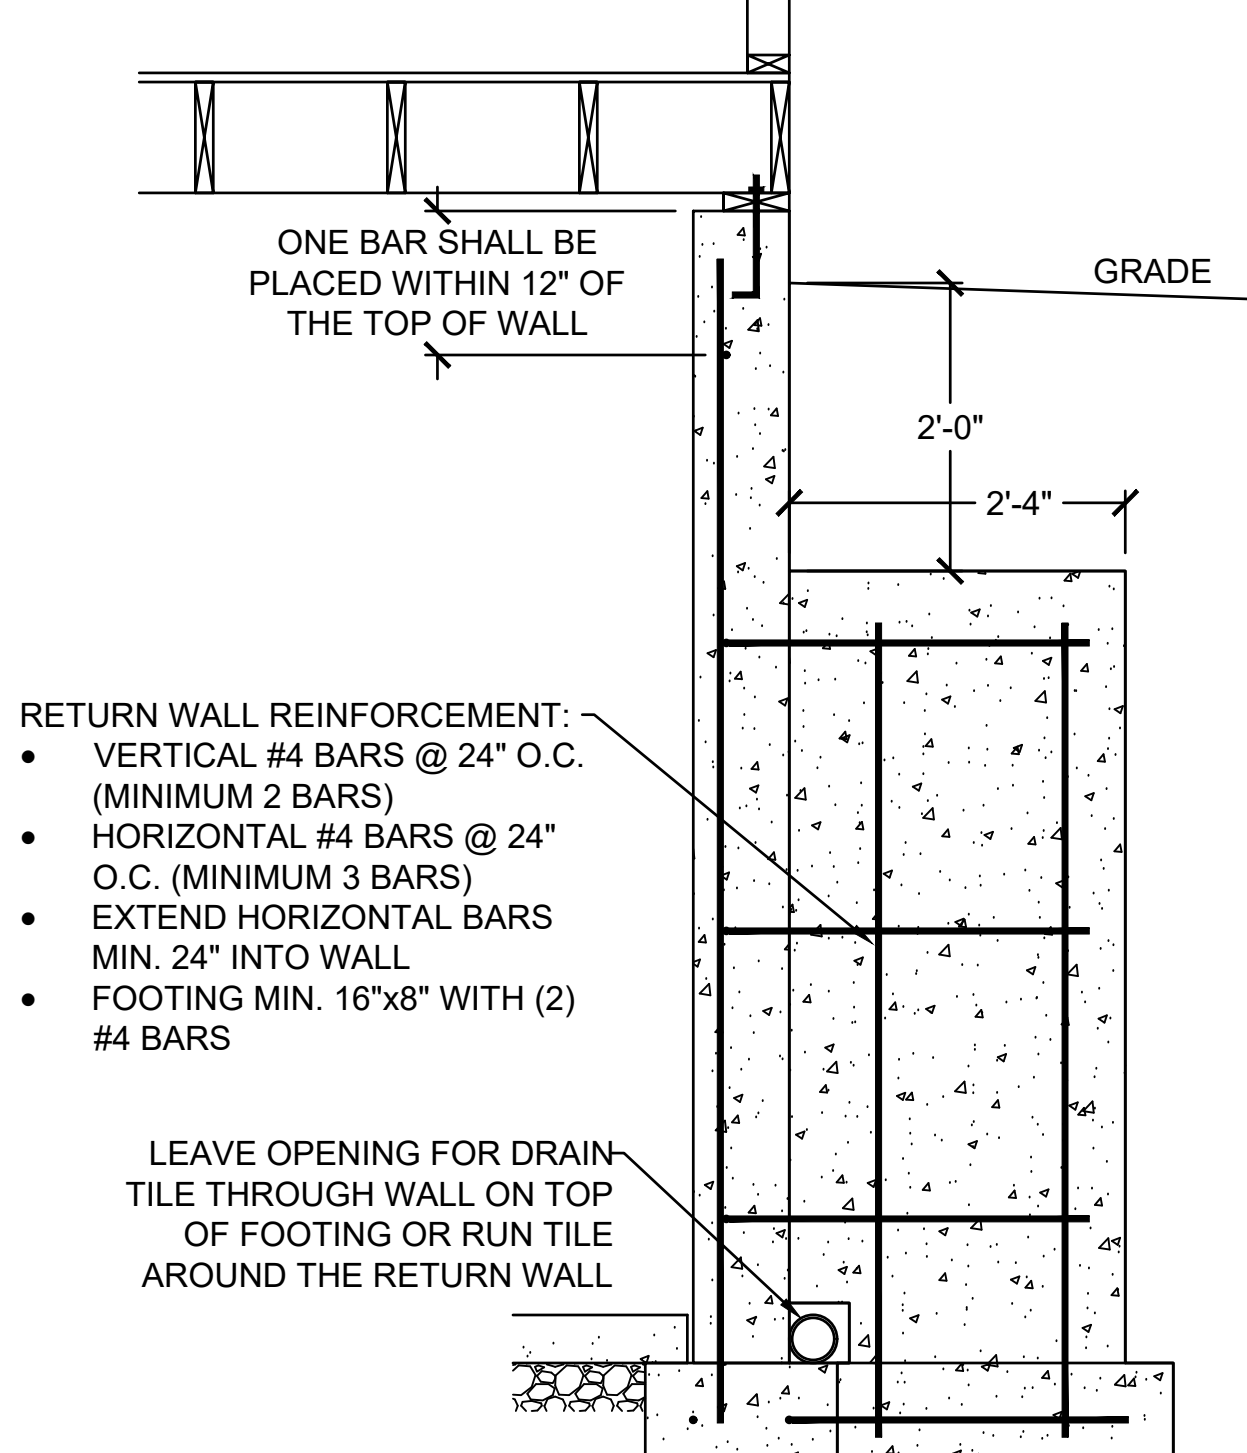 ONE BAR SHALL BE
PLACED WITHIN 12" OF
THE TOP OF WALL
GRADE
2'-0"
2'-4"
RETURN WALL REINFORCEMENT:
• VERTICAL #4 BARS @ 24" O.C.
(MINIMUM 2 BARS)
• HORIZONTAL #4 BARS @ 24"
O.C. (MINIMUM 3 BARS)
• EXTEND HORIZONTAL BARS
MIN. 24" INTO WALL
• FOOTING MIN. 16"x8" WITH (2)
#4 BARS
LEAVE OPENING FOR DRAIN
TILE THROUGH WALL ON TOP
OF FOOTING OR RUN TILE
AROUND THE RETURN WALL